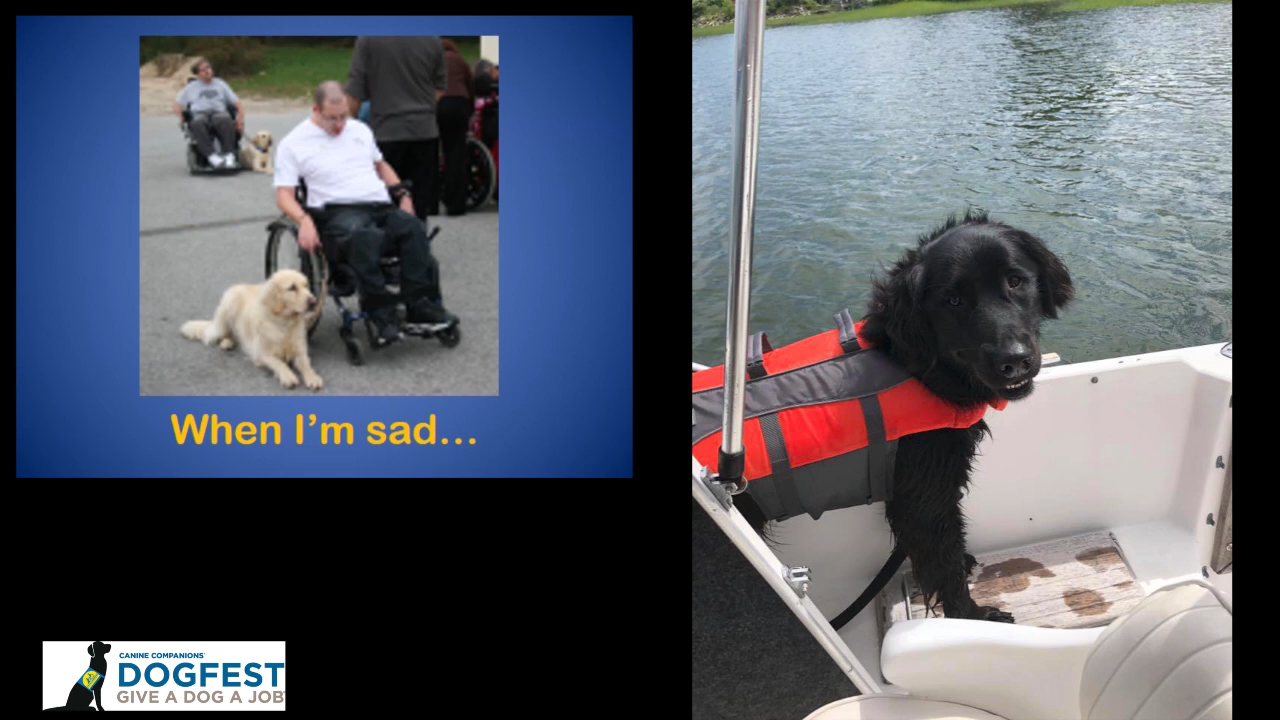 When I'm sad...
CANINE COMPANIONS'
DOGFEST
GIVE A DOG A JOB